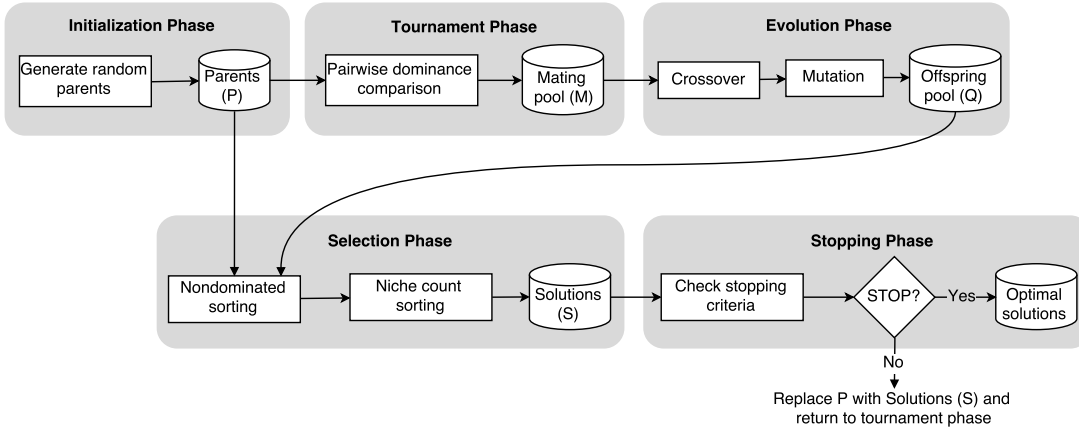 Initialization Phase
Generate random
parents
Parents
(P)
Tournament Phase
Pairwise dominance
comparison
Mating
pool (M)
Evolution Phase
Crossover
Mutation
Offspring
pool (Q)
Selection Phase
Nondominated
sorting
Niche count
sorting
Solutions
(S)
Stopping Phase
Check stopping
criteria
STOP?
Yes
Optimal
solutions
No
Replace P with Solutions (S) and
return to tournament phase